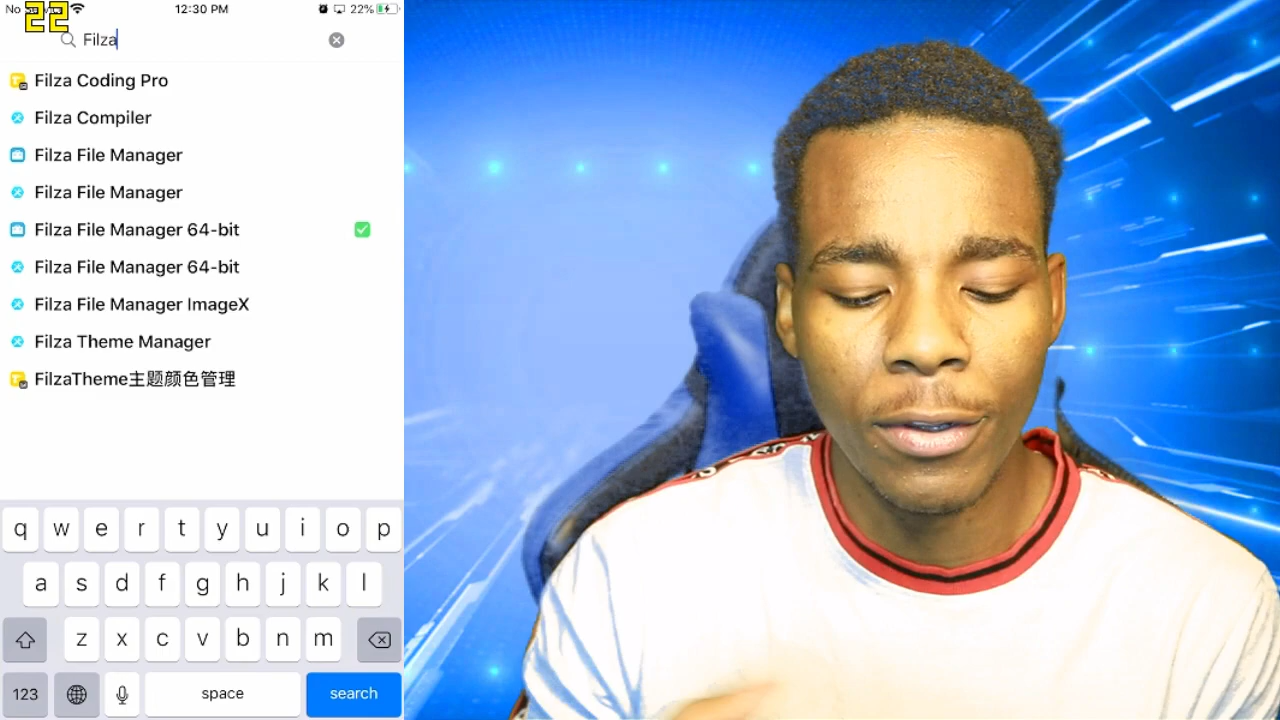 No Service
22
12:30 PM
22%
Filza
Filza Coding Pro
Filza Compiler
Filza File Manager
Filza File Manager
Filza File Manager 64-bit
Filza File Manager 64-bit
Filza File Manager ImageX
Filza Theme Manager
FilzaTheme主题颜色管理
q w e r t y u i o p
a s d f g h j k l
z x c v b n m
123 space search